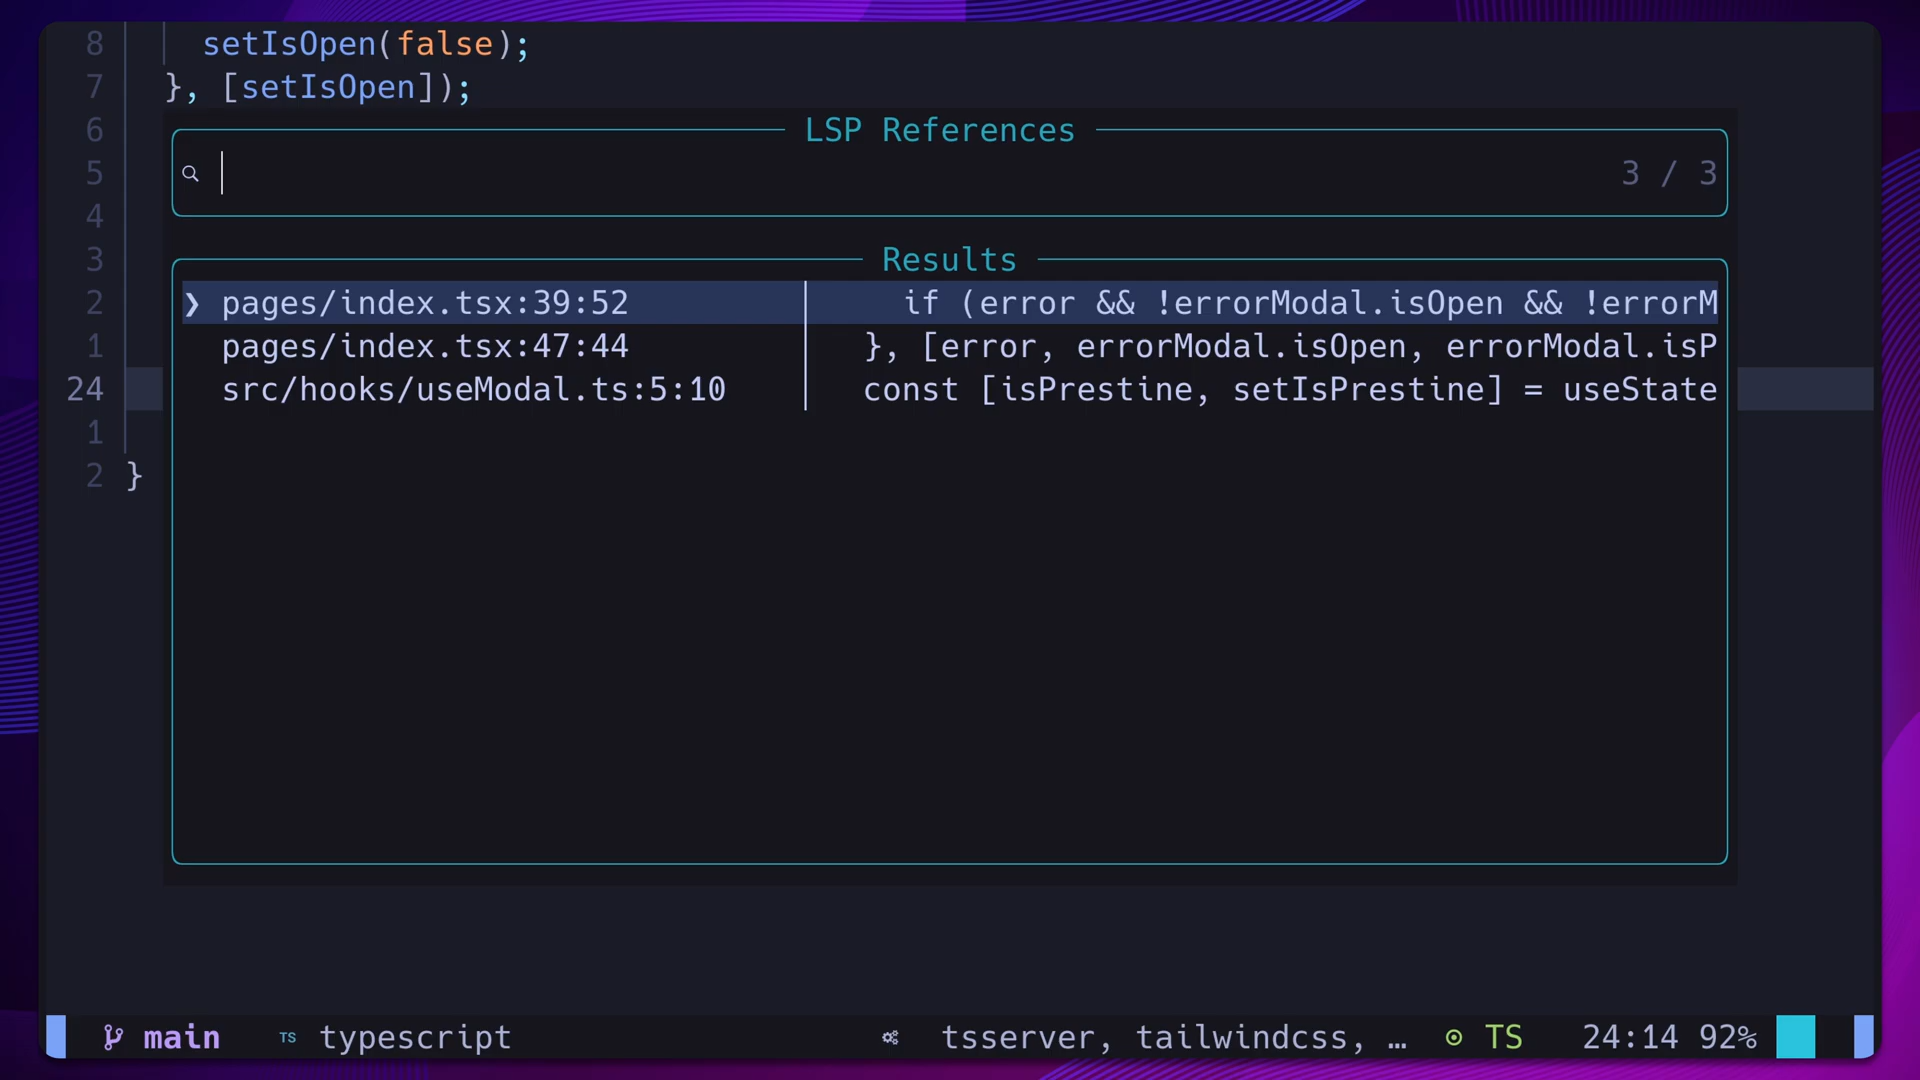 8 setIsOpen(false);
7 }, [setIsOpen]);
6 LSP References
5 3 / 3
4
3 Results
2 ❯ pages/index.tsx:39:52 if (error && !errorModal.isOpen && !errorM
1 pages/index.tsx:47:44 }, [error, errorModal.isOpen, errorModal.isP
24 src/hooks/useModal.ts:5:10 const [isPrestine, setIsPrestine] = useState
1
2 }
main TS typescript tsserver, tailwindcss, … TS 24:14 92%